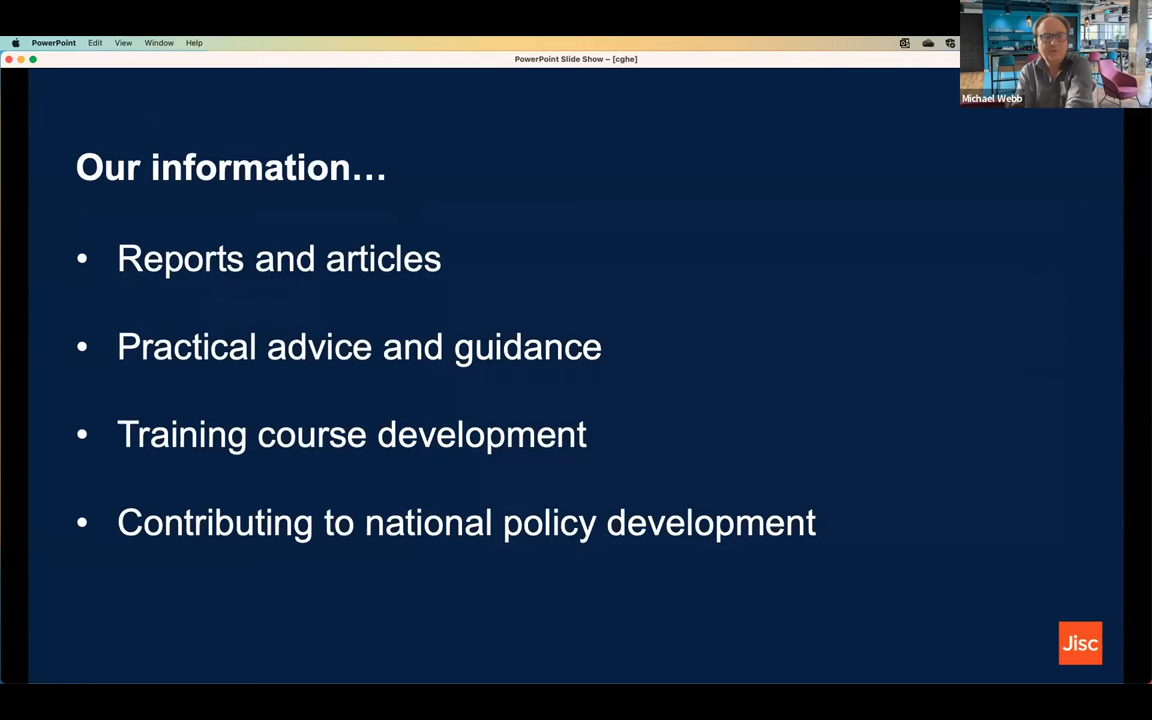 PowerPoint Edit View Window Help
PowerPoint Slide Show – [cghe]
Michael Webb
Our information…
• Reports and articles
• Practical advice and guidance
• Training course development
• Contributing to national policy development
Jisc